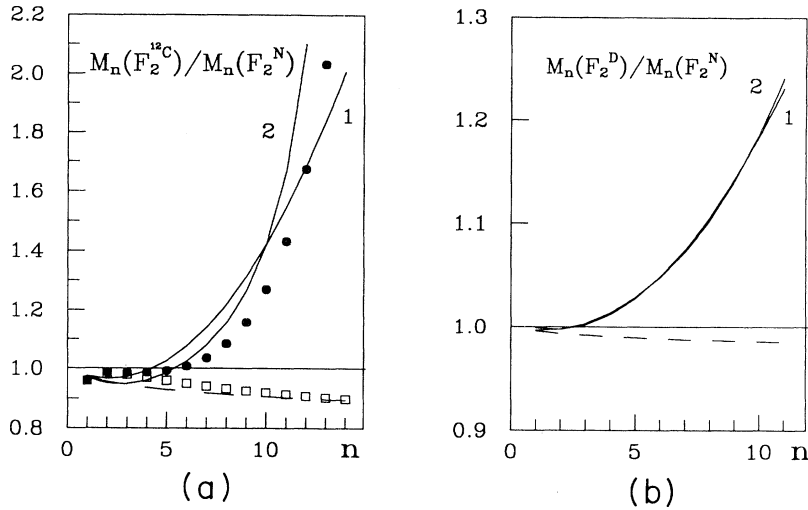 2.2
2.0
1.8
1.6
1.4
1.2
1.0
0.8
M_n(F_2^{12C})/M_n(F_2^N)
2
1
0 5 10 n
(a)
1.3
1.2
1.1
1.0
0.9
M_n(F_2^D)/M_n(F_2^N)
2
1
0 5 10 n
(b)